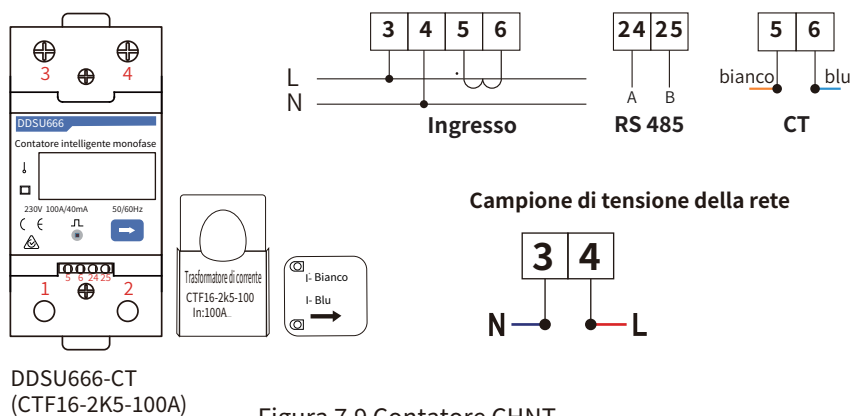 3 4
DDSU666
Contatore intelligente monofase
230V 100A/40mA 50/60Hz
5 6 24 25
1 2
DDSU666-CT
(CTF16-2K5-100A)
Trasformatore di corrente
CTF16-2k5-100
In:100A
I- Bianco
I- Blu
3 4 5 6
L
N
Ingresso
24 25
A B
RS 485
5 6
bianco blu
CT
Campione di tensione della rete
3 4
N L
Figura 7.9 Contatore CHNT